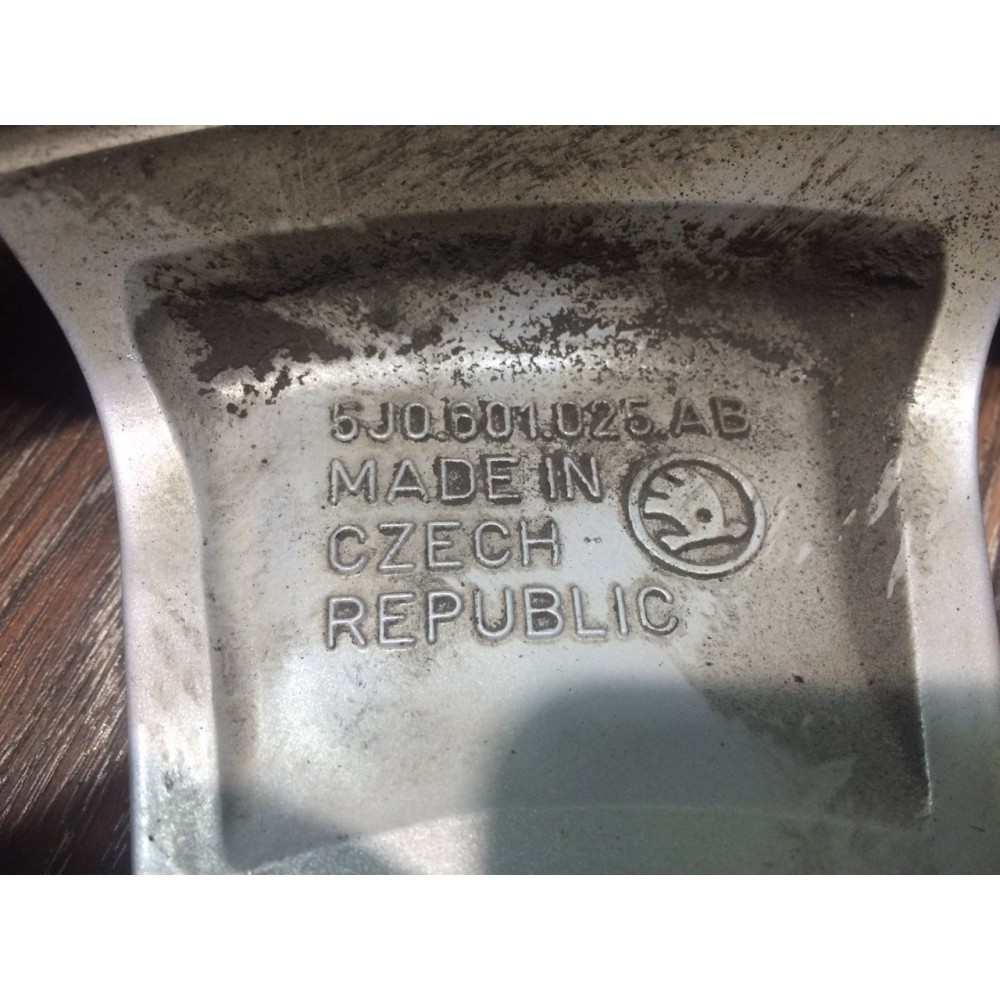 5J0.601.025.AB
MADE IN
CZECH
REPUBLIC